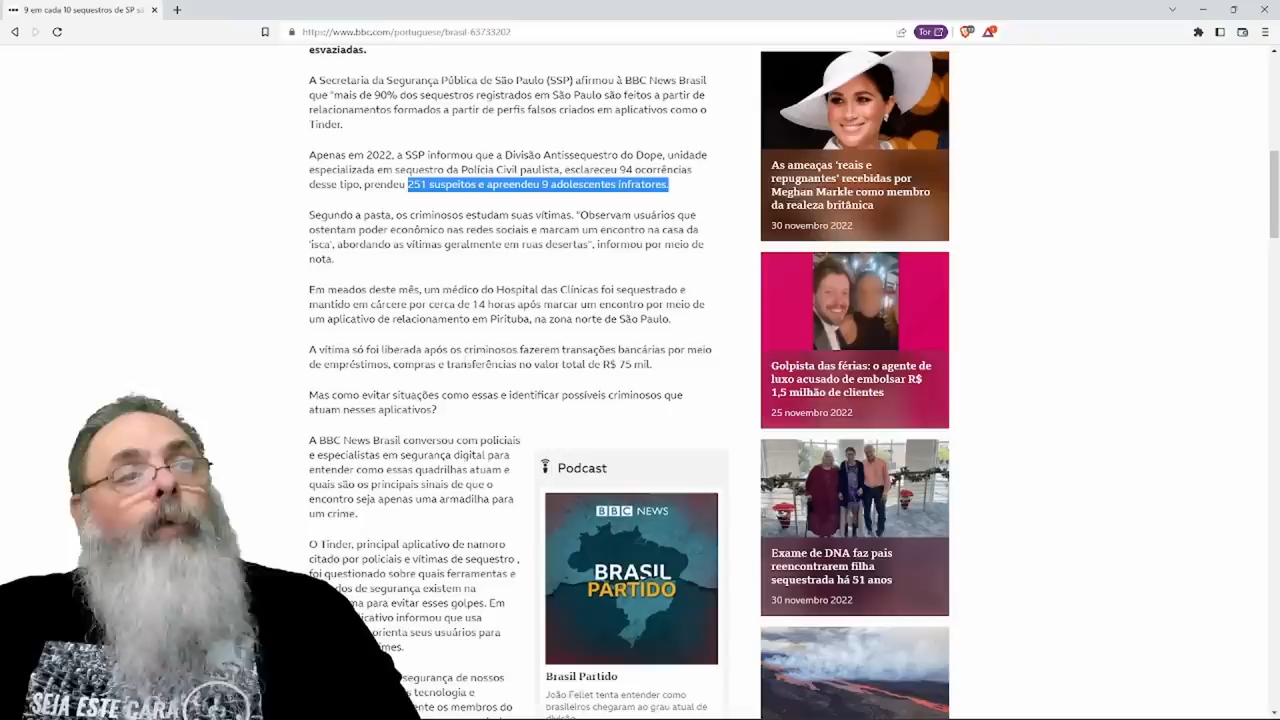 9 em cada 10 sequestros de SP sã
https://www.bbc.com/portuguese/brasil-63733202
Tor
esvaziadas.
A Secretaria da Segurança Pública de São Paulo (SSP) afirmou à BBC News Brasil
que "mais de 90% dos sequestros registrados em São Paulo são feitos a partir de
relacionamentos formados a partir de perfis falsos criados em aplicativos como o
Tinder.
Apenas em 2022, a SSP informou que a Divisão Antissequestro do Dope, unidade
especializada em sequestro da Polícia Civil paulista, esclareceu 94 ocorrências
desse tipo, prendeu 251 suspeitos e apreendeu 9 adolescentes infratores.
Segundo a pasta, os criminosos estudam suas vítimas. "Observam usuários que
ostentam poder econômico nas redes sociais e marcam um encontro na casa da
'isca', abordando as vítimas geralmente em ruas desertas", informou por meio de
nota.
Em meados deste mês, um médico do Hospital das Clínicas foi sequestrado e
mantido em cárcere por cerca de 14 horas após marcar um encontro por meio de
um aplicativo de relacionamento em Pirituba, na zona norte de São Paulo.
A vítima só foi liberada após os criminosos fazerem transações bancárias por meio
de empréstimos, compras e transferências no valor total de R$ 75 mil.
Mas como evitar situações como essas e identificar possíveis criminosos que
atuam nesses aplicativos?
A BBC News Brasil conversou com policiais
e especialistas em segurança digital para
entender como essas quadrilhas atuam e
quais são os principais sinais de que o
encontro seja apenas uma armadilha para
um crime.
O Tinder, principal aplicativo de namoro
citado por policiais e vítimas de sequestro ,
foi questionado sobre quais ferramentas e
dos de segurança existem na
ma para evitar esses golpes. Em
licativo informou que usa
orienta seus usuários para
mes.
segurança de nossos
tecnologia e
ente os membros do
Podcast
BBC NEWS
BRASIL
PARTIDO
Brasil Partido
João Fellet tenta entender como
brasileiros chegaram ao grau atual de
divisão
As ameaças 'reais e
repugnantes' recebidas por
Meghan Markle como membro
da realeza britânica
30 novembro 2022
Golpista das férias: o agente de
luxo acusado de embolsar R$
1,5 milhão de clientes
25 novembro 2022
Exame de DNA faz pais
reencontrarem filha
sequestrada há 51 anos
30 novembro 2022
SEJA ESTE